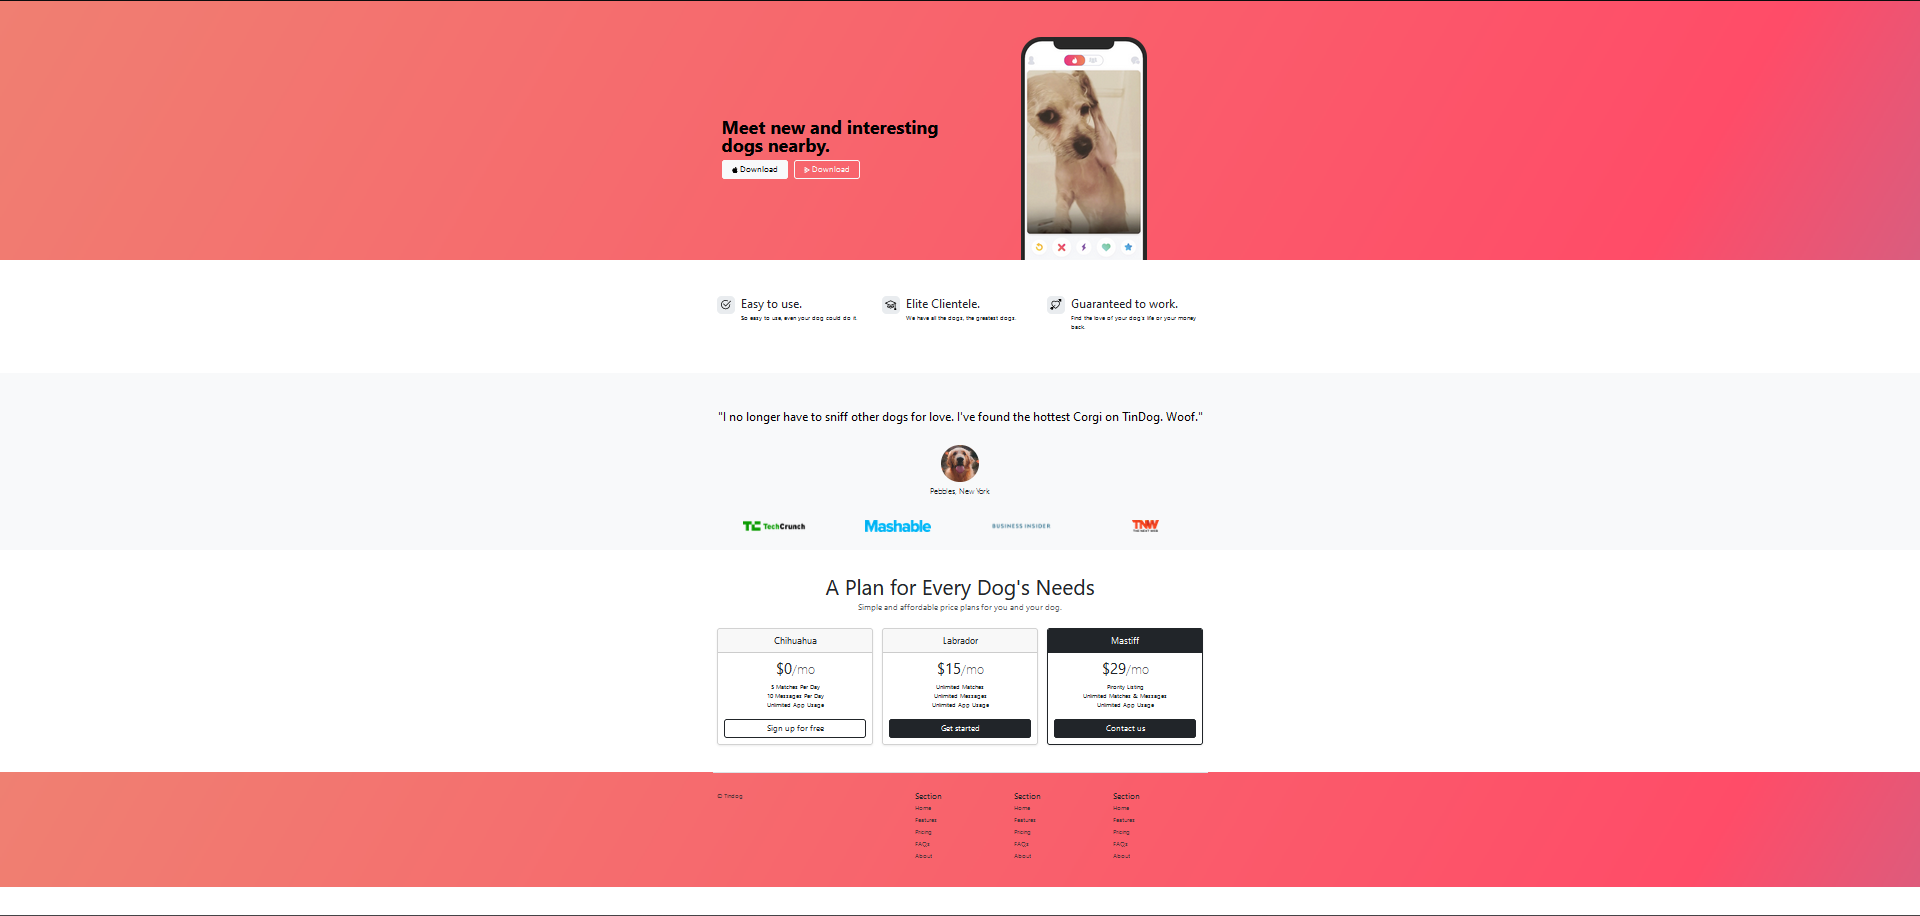 Meet new and interesting
dogs nearby.
Download
Download
Easy to use.
So easy to use, even your dog could do it.
Elite Clientele.
We have all the dogs, the greatest dogs.
Guaranteed to work.
Find the love of your dog's life or your money
back.
"I no longer have to sniff other dogs for love. I've found the hottest Corgi on TinDog. Woof."
Pebbles, New York
TC TechCrunch
Mashable
BUSINESS INSIDER
TNW
THE NEXT WEB
A Plan for Every Dog's Needs
Simple and affordable price plans for you and your dog.
Chihuahua
$0/mo
5 Matches Per Day
10 Messages Per Day
Unlimited App Usage
Sign up for free
Labrador
$15/mo
Unlimited Matches
Unlimited Messages
Unlimited App Usage
Get started
Mastiff
$29/mo
Priority Listing
Unlimited Matches & Messages
Unlimited App Usage
Contact us
© Tindog
Section
Home
Features
Pricing
FAQs
About
Section
Home
Features
Pricing
FAQs
About
Section
Home
Features
Pricing
FAQs
About